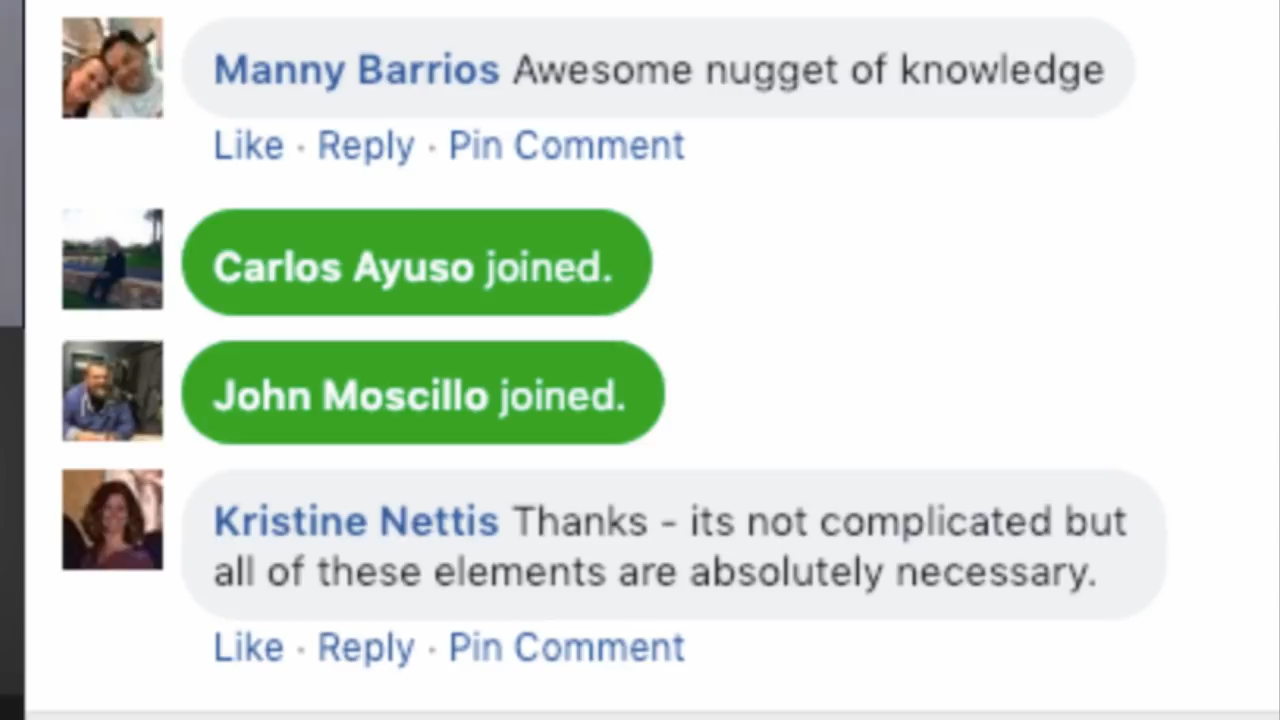 Manny Barrios Awesome nugget of knowledge
Like · Reply · Pin Comment
Carlos Ayuso joined.
John Moscillo joined.
Kristine Nettis Thanks - its not complicated but
all of these elements are absolutely necessary.
Like · Reply · Pin Comment